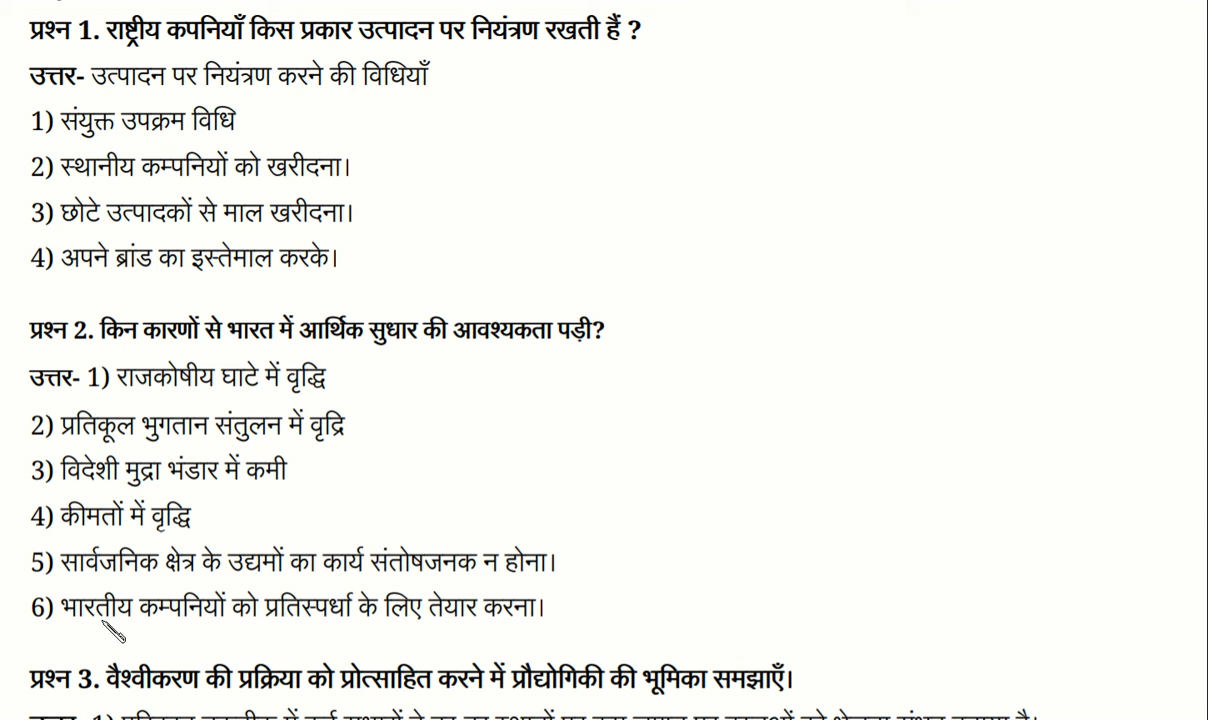 प्रश्न 1. राष्ट्रीय कपनियाँ किस प्रकार उत्पादन पर नियंत्रण रखती हैं ?
उत्तर- उत्पादन पर नियंत्रण करने की विधियाँ
1) संयुक्त उपक्रम विधि
2) स्थानीय कम्पनियों को खरीदना।
3) छोटे उत्पादकों से माल खरीदना।
4) अपने ब्रांड का इस्तेमाल करके।
प्रश्न 2. किन कारणों से भारत में आर्थिक सुधार की आवश्यकता पड़ी?
उत्तर- 1) राजकोषीय घाटे में वृद्धि
2) प्रतिकूल भुगतान संतुलन में वृद्रि
3) विदेशी मुद्रा भंडार में कमी
4) कीमतों में वृद्धि
5) सार्वजनिक क्षेत्र के उद्यमों का कार्य संतोषजनक न होना।
6) भारतीय कम्पनियों को प्रतिस्पर्धा के लिए तेयार करना।
प्रश्न 3. वैश्वीकरण की प्रक्रिया को प्रोत्साहित करने में प्रौद्योगिकी की भूमिका समझाएँ।